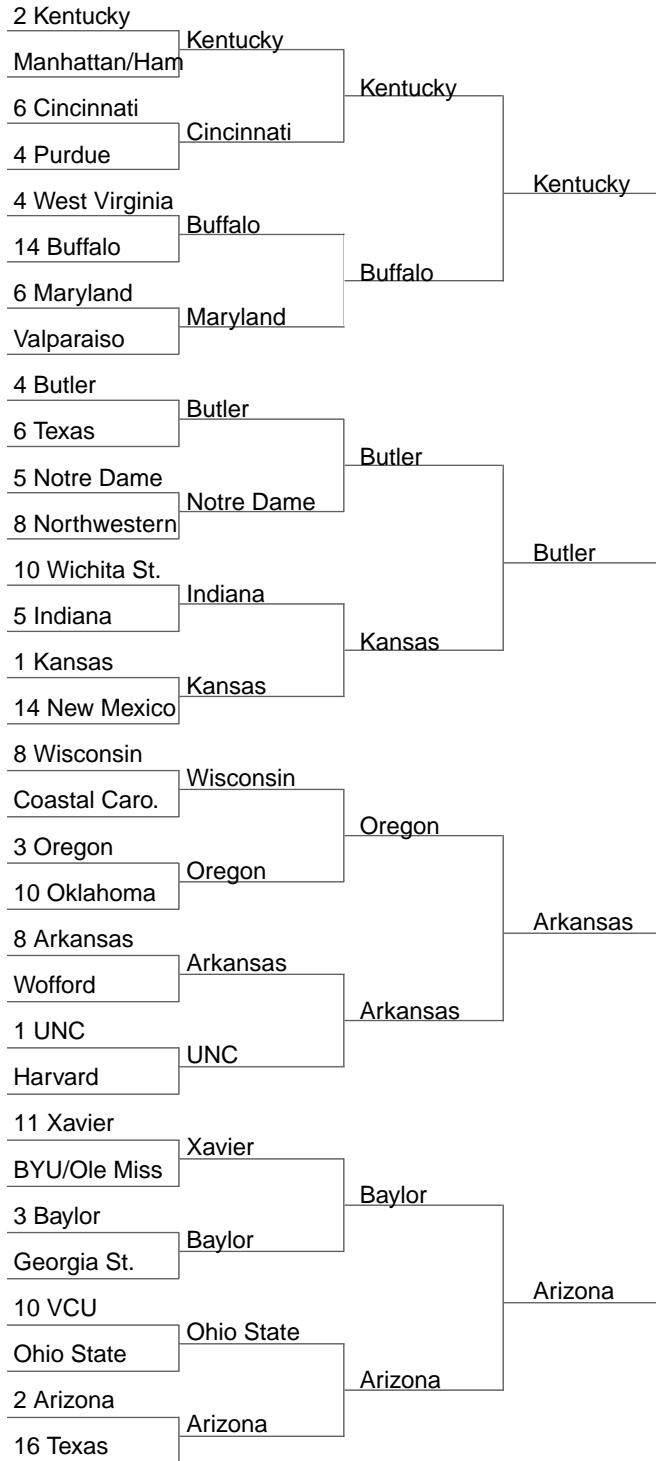 2 Kentucky
Manhattan/Ham
6 Cincinnati
4 Purdue
4 West Virginia
14 Buffalo
6 Maryland
Valparaiso
4 Butler
6 Texas
5 Notre Dame
8 Northwestern
10 Wichita St.
5 Indiana
1 Kansas
14 New Mexico
8 Wisconsin
Coastal Caro.
3 Oregon
10 Oklahoma
8 Arkansas
Wofford
1 UNC
Harvard
11 Xavier
BYU/Ole Miss
3 Baylor
Georgia St.
10 VCU
Ohio State
2 Arizona
16 Texas
Kentucky
Cincinnati
Buffalo
Maryland
Butler
Notre Dame
Indiana
Kansas
Wisconsin
Oregon
Arkansas
UNC
Xavier
Baylor
Ohio State
Arizona
Kentucky
Buffalo
Butler
Kansas
Oregon
Arkansas
Baylor
Arizona
Kentucky
Butler
Arkansas
Arizona